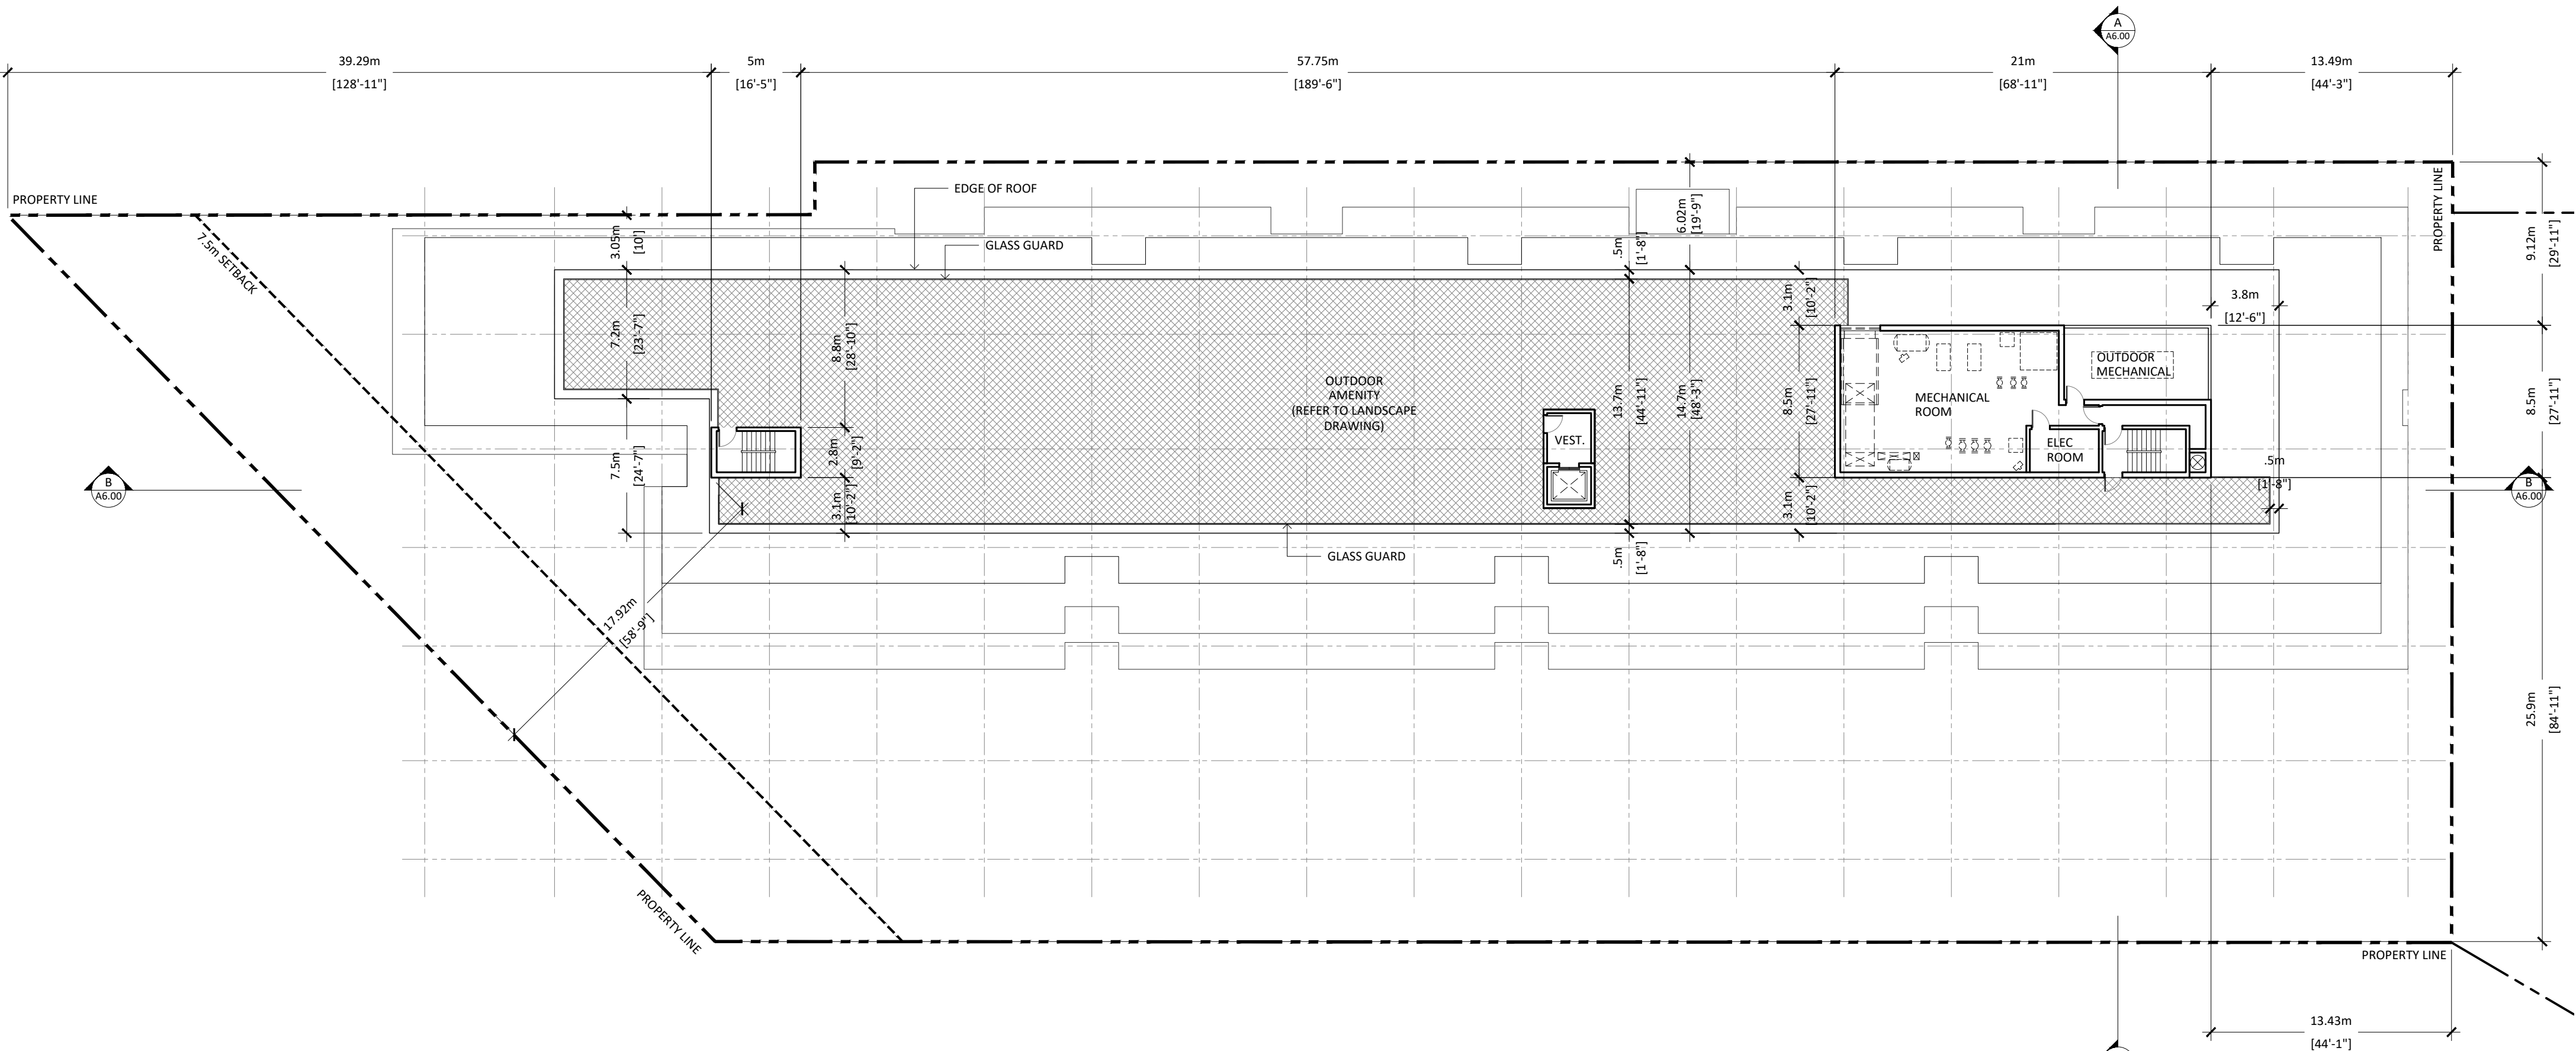 A
A6.00
39.29m
[128'-11"]
5m
[16'-5"]
57.75m
[189'-6"]
21m
[68'-11"]
13.49m
[44'-3"]
PROPERTY LINE
7.5m SETBACK
3.05m
[10']
EDGE OF ROOF
GLASS GUARD
.5m
[1'-8"]
6.02m
[19'-9"]
PROPERTY LINE
9.12m
[29'-11"]
7.2m
[23'-7"]
8.8m
[28'-10"]
3.1m
[10'-2"]
3.8m
[12'-6"]
OUTDOOR
AMENITY
(REFER TO LANDSCAPE
DRAWING)
13.7m
[44'-11"]
14.7m
[48'-3"]
8.5m
[27'-11"]
MECHANICAL
ROOM
OUTDOOR
MECHANICAL
8.5m
[27'-11"]
7.5m
[24'-7"]
2.8m
[9'-2"]
VEST.
ELEC
ROOM
.5m
[1'-8"]
B
A6.00
3.1m
[10'-2"]
3.1m
[10'-2"]
B
A6.00
GLASS GUARD
.5m
[1'-8"]
17.92m
[58'-9"]
25.9m
[84'-11"]
PROPERTY LINE
PROPERTY LINE
13.43m
[44'-1"]